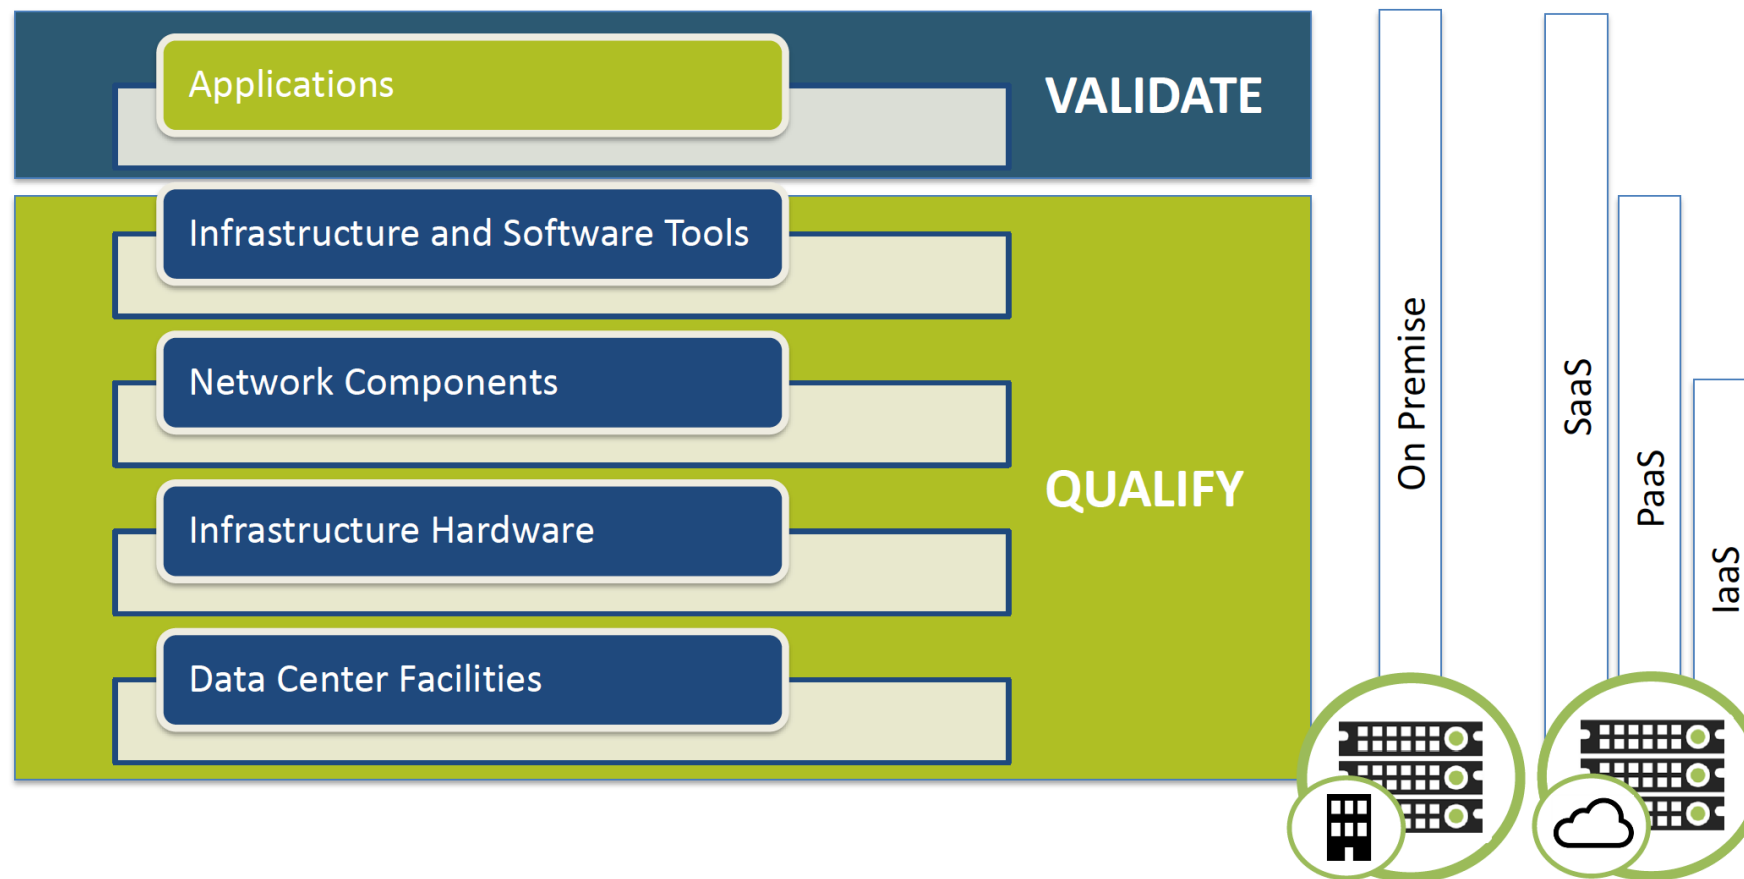 Applications
VALIDATE
Infrastructure and Software Tools
Network Components
QUALIFY
Infrastructure Hardware
Data Center Facilities
On Premise
SaaS
PaaS
IaaS